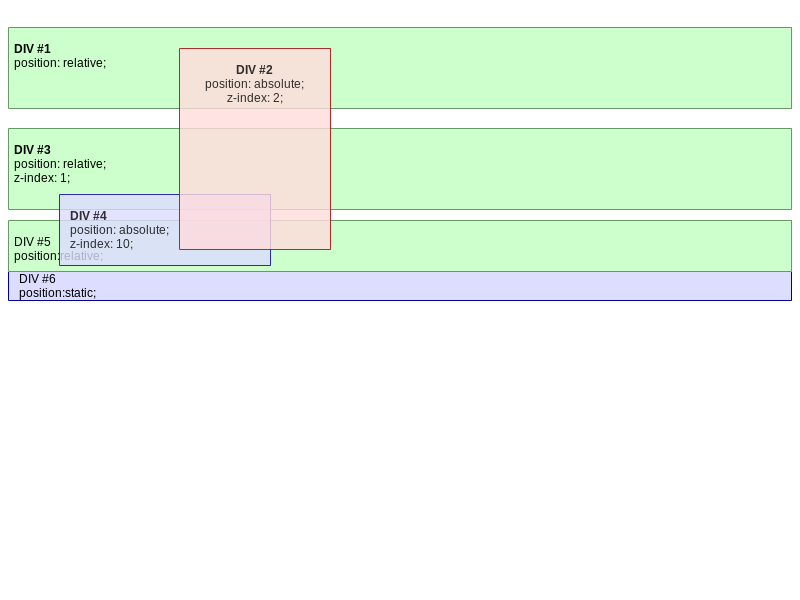 DIV #1
position: relative;
DIV #2
position: absolute;
z-index: 2;
DIV #3
position: relative;
z-index: 1;
DIV #4
position: absolute;
z-index: 10;
DIV #5
position:relative;
DIV #6
position:static;